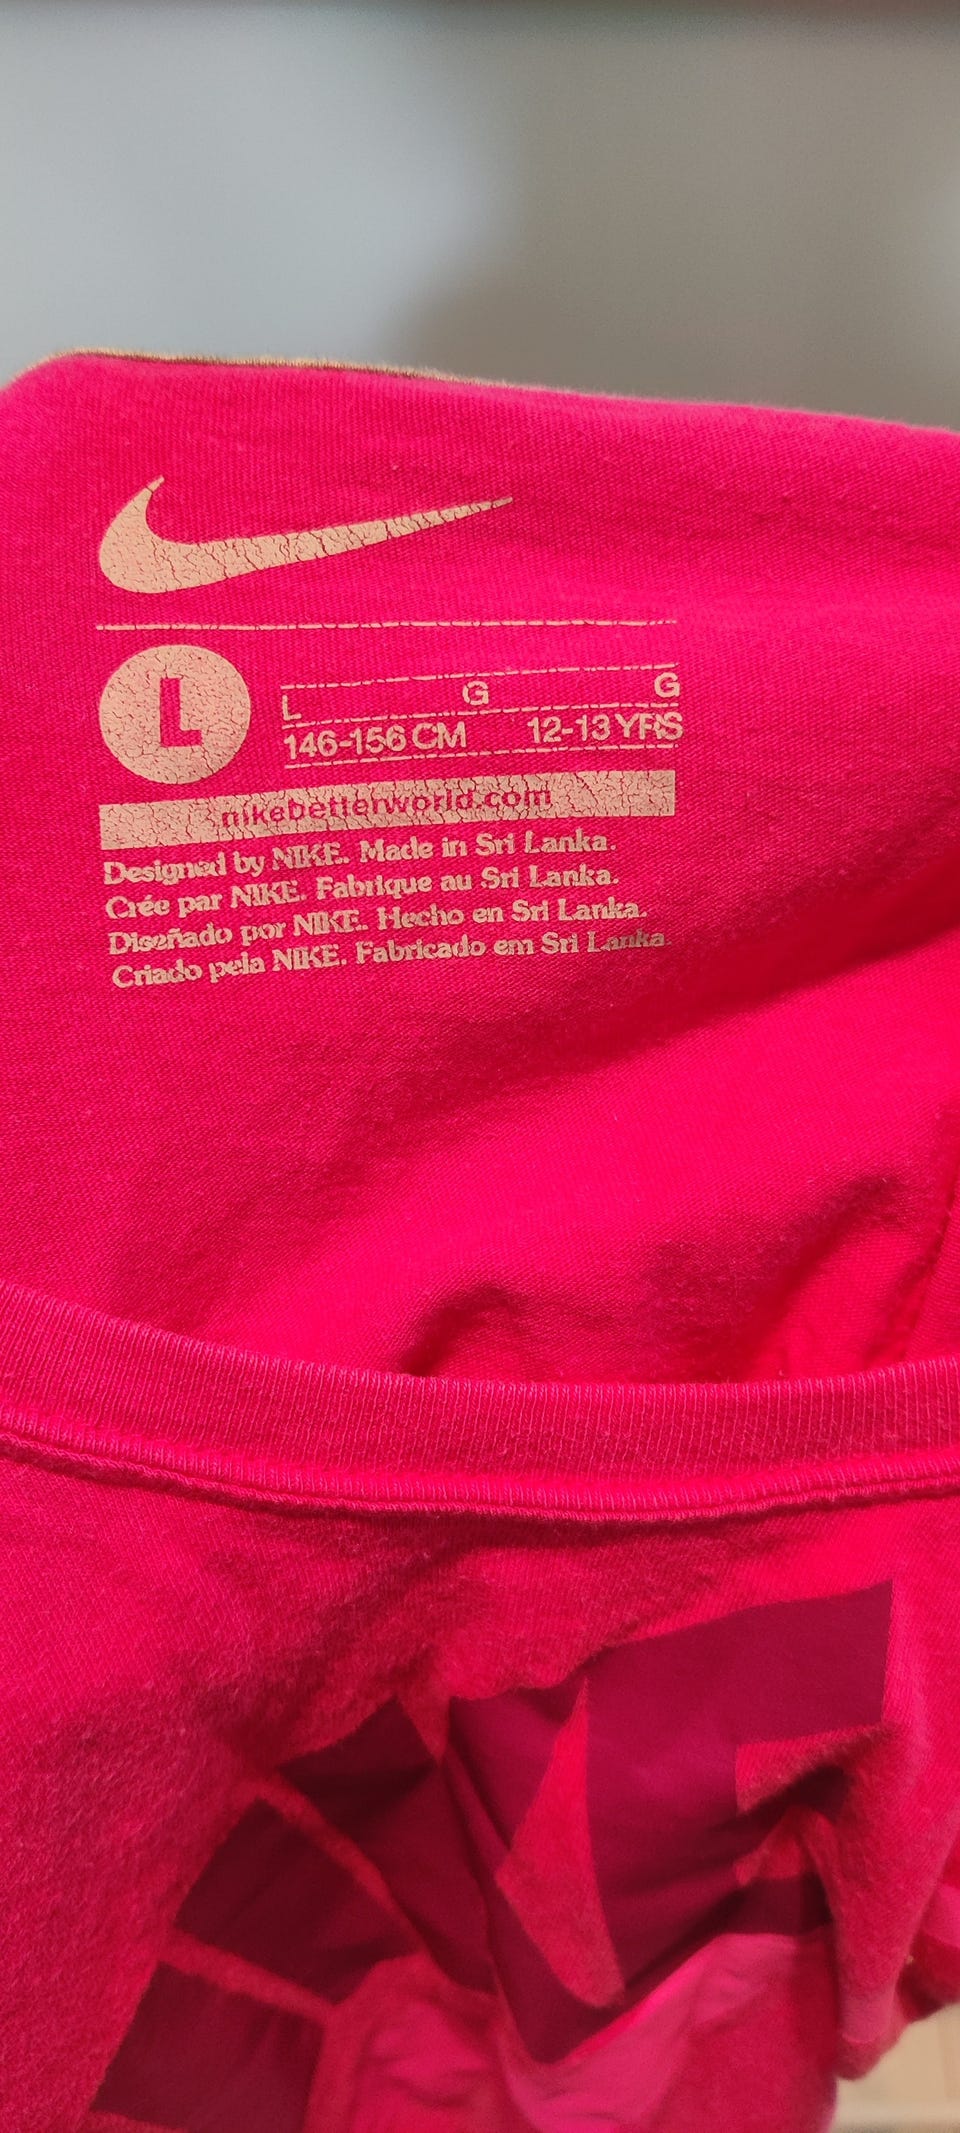 L
L G G
146-156 CM 12-13 YRS
nikebetterworld.com
Designed by NIKE. Made in Sri Lanka.
Crée par NIKE. Fabrique au Sri Lanka.
Diseñado por NIKE. Hecho en Sri Lanka.
Criado pela NIKE. Fabricado em Sri Lanka.